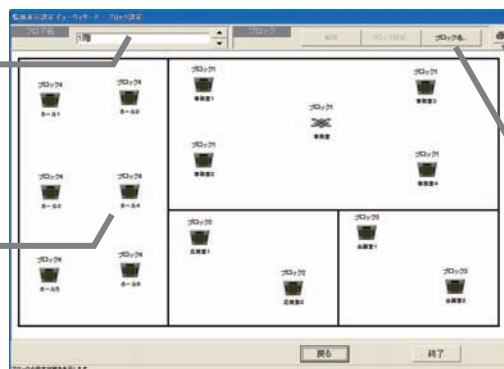 フロア名
1階
ブロック
ブロック名..
ブロック4
ホール1
ブロック4
ホール2
ブロック1
事務室1
ブロック1
事務室
ブロック1
事務室3
ブロック4
ホール3
ブロック4
ホール4
ブロック1
事務室2
ブロック1
事務室4
ブロック4
ホール5
ブロック4
ホール6
応接室1
ブロック2
応接室2
ブロック3
会議室1
ブロック3
会議室2
戻る
終了